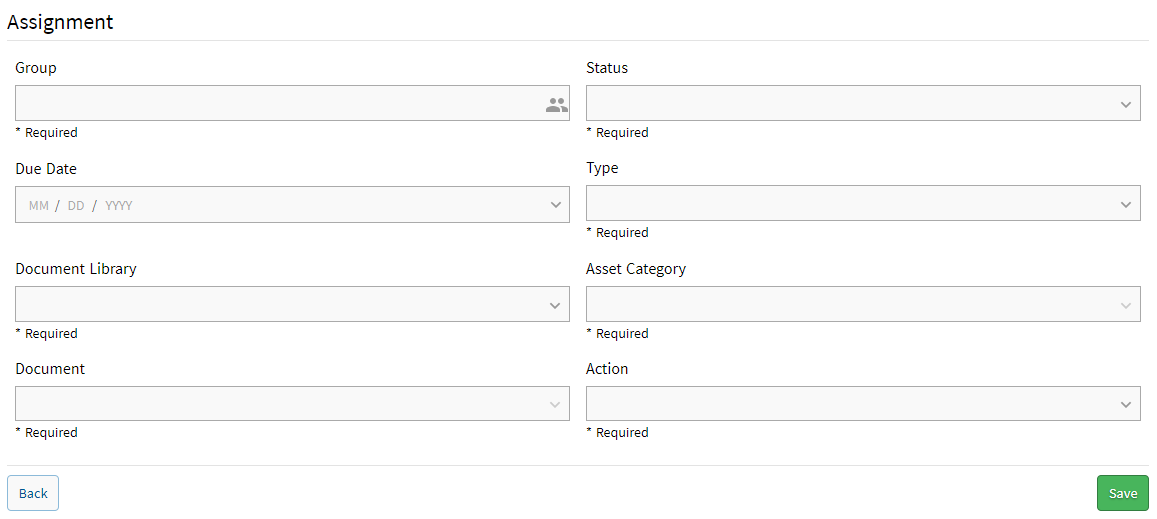 Assignment
Group
Status
* Required
* Required
Due Date
Type
MM / DD / YYYY
* Required
Document Library
Asset Category
* Required
* Required
Document
Action
* Required
* Required
Back
Save